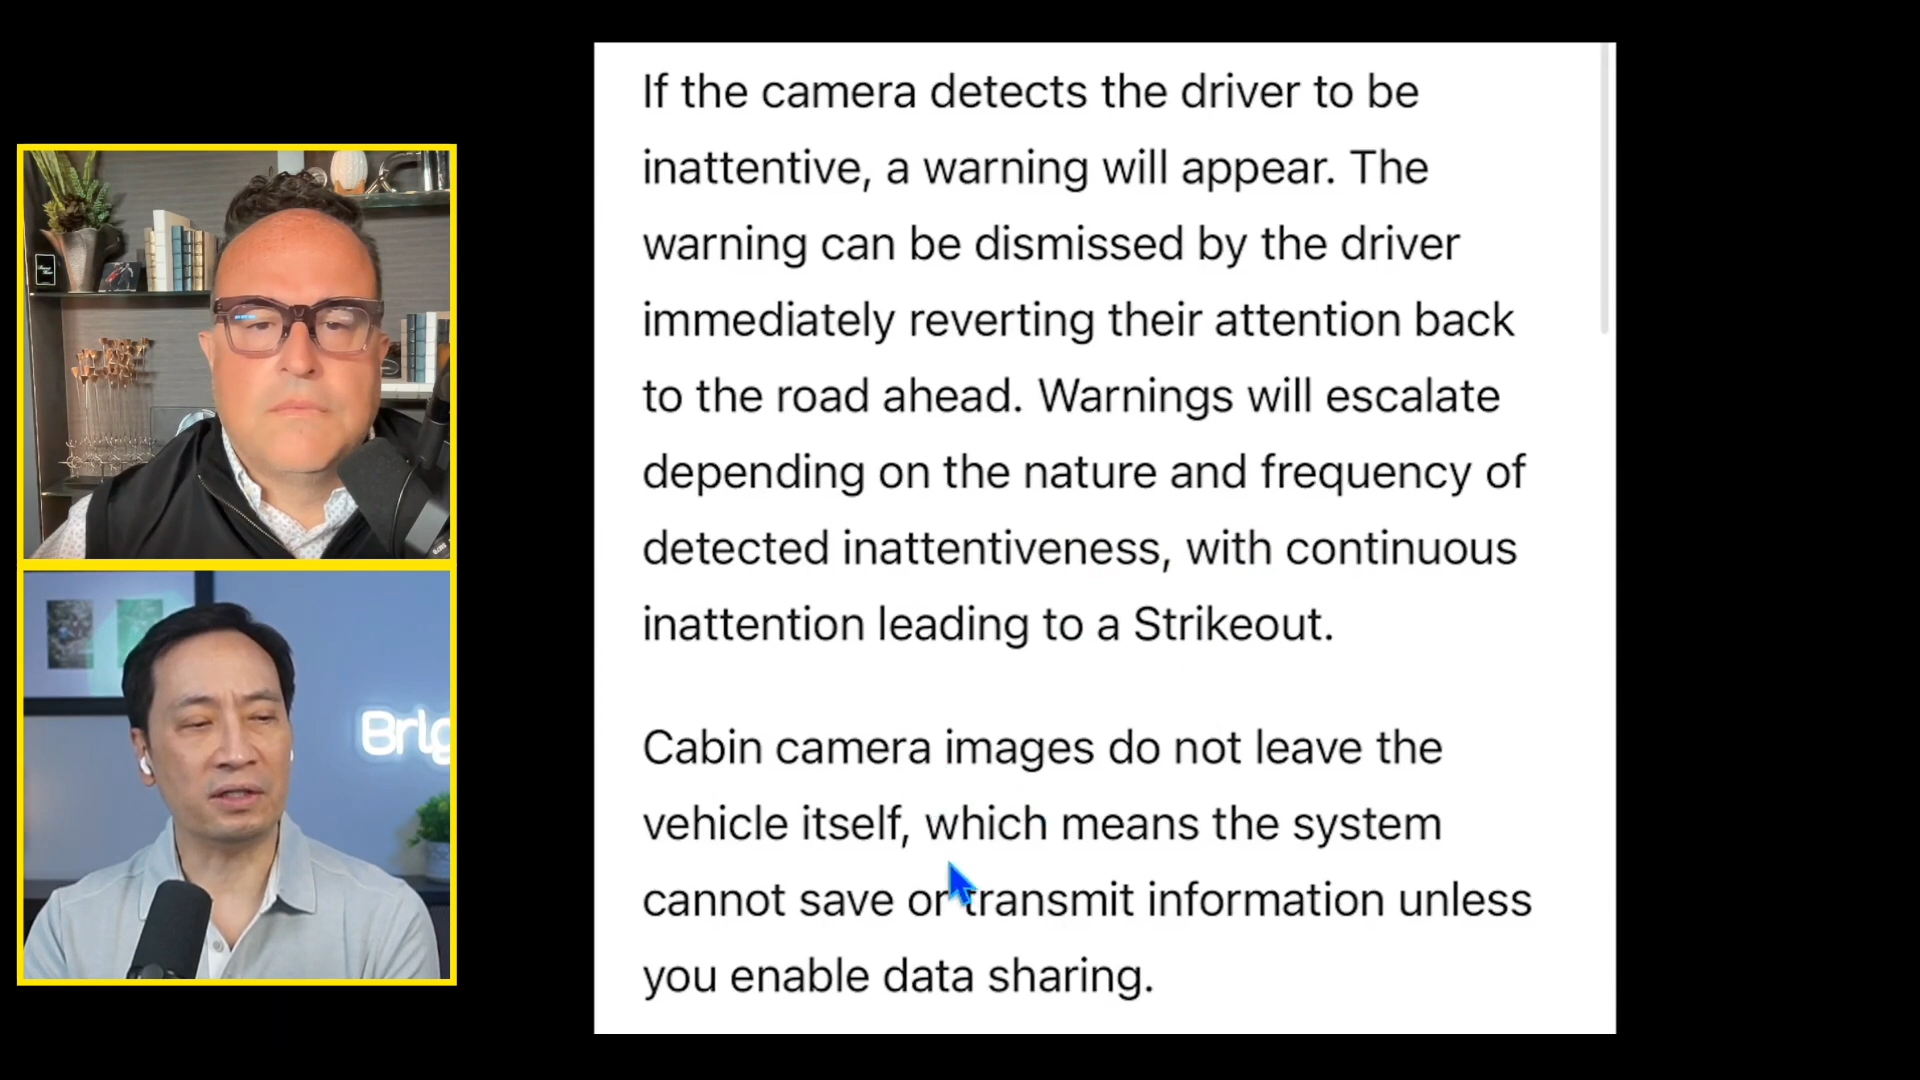 If the camera detects the driver to be
inattentive, a warning will appear. The
warning can be dismissed by the driver
immediately reverting their attention back
to the road ahead. Warnings will escalate
depending on the nature and frequency of
detected inattentiveness, with continuous
inattention leading to a Strikeout.
Cabin camera images do not leave the
vehicle itself, which means the system
cannot save or transmit information unless
you enable data sharing.
Brig